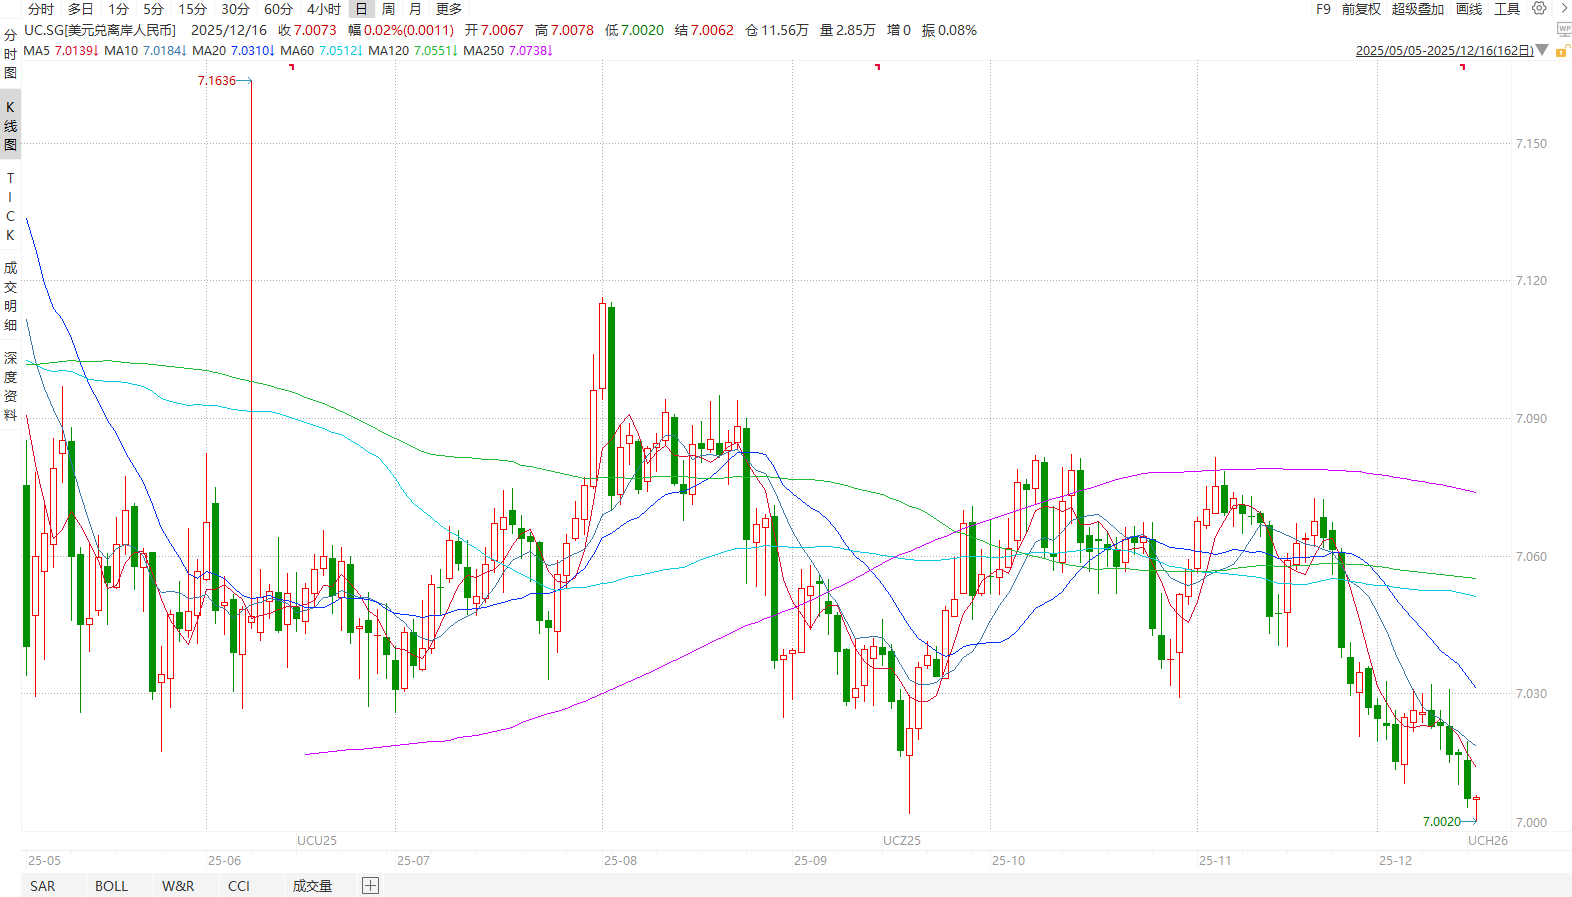 分时 多日 1分 5分 15分 30分 60分 4小时 日 周 月 更多 F9 前复权 超级叠加 画线 工具
UC.SG[美元兑离岸人民币] 2025/12/16 收7.0073 幅0.02%(0.0011) 开7.0067 高7.0078 低7.0020 结7.0062 仓11.56万 量2.85万 增0 振0.08%
MA5 7.0139↓ MA10 7.0184↓ MA20 7.0310↓ MA60 7.0512↓ MA120 7.0551↓ MA250 7.0738↓ 2025/05/05-2025/12/16(162日)
WP
分时图
K线图
TICK
成交明细
深度资料
7.1636
7.150
7.120
7.090
7.060
7.030
7.0020
7.000
UCU25 UCZ25 UCH26
25-05 25-06 25-07 25-08 25-09 25-10 25-11 25-12
SAR BOLL W&R CCI 成交量